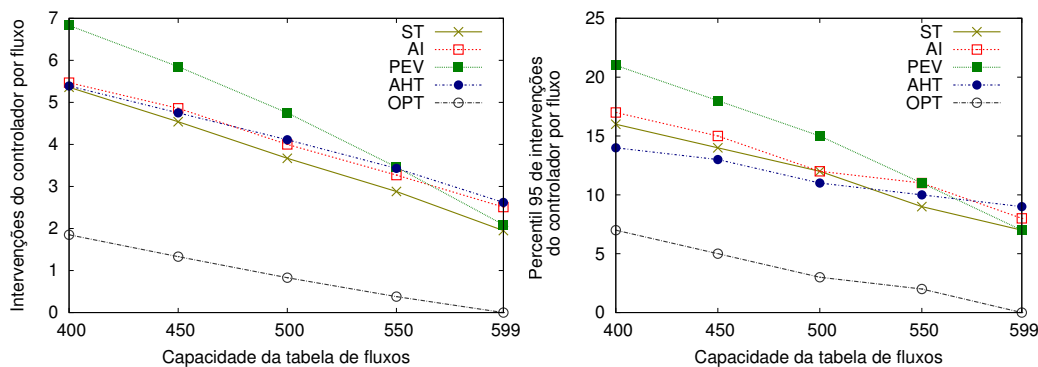 7
6
5
4
3
2
1
0
Intervenções do controlador por fluxo
ST
AI
PEV
AHT
OPT
400 450 500 550 599
Capacidade da tabela de fluxos
25
20
15
10
5
0
Percentil 95 de intervenções
do controlador por fluxo
ST
AI
PEV
AHT
OPT
400 450 500 550 599
Capacidade da tabela de fluxos